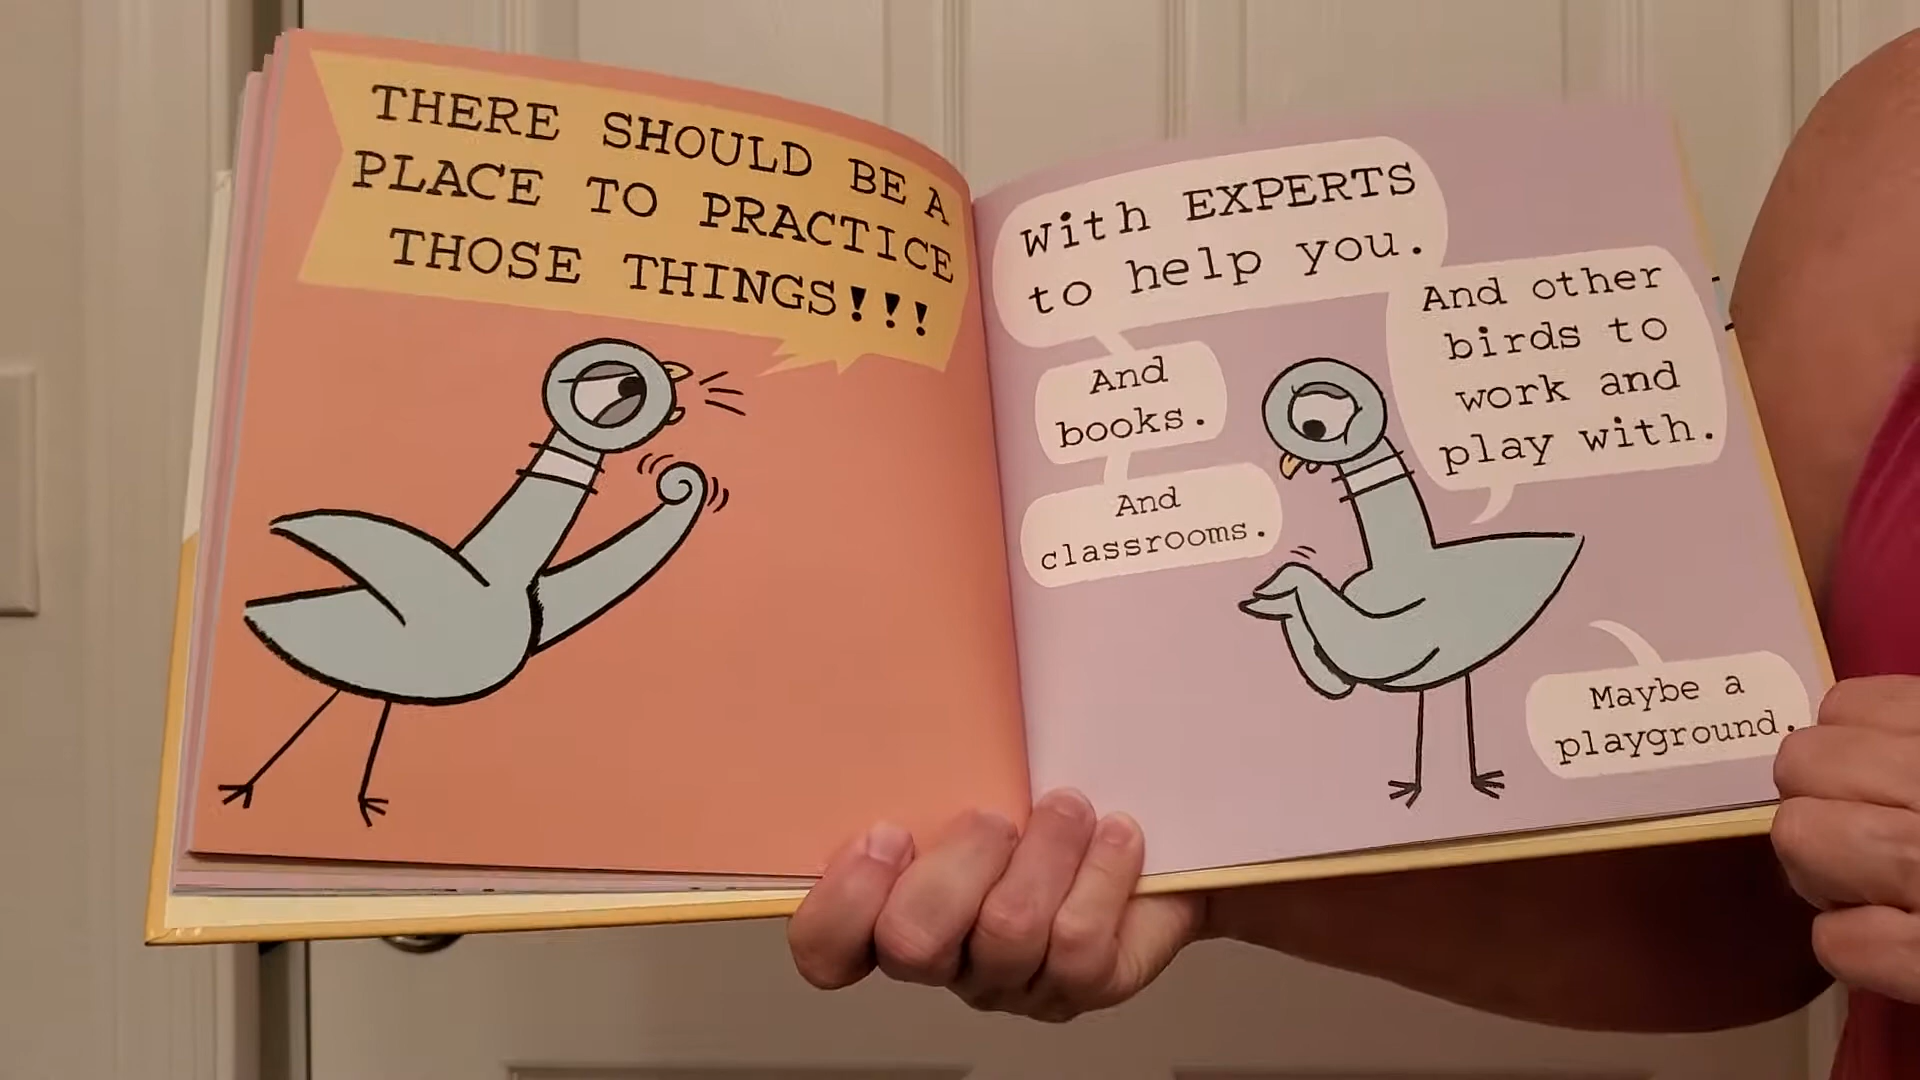 THERE SHOULD BE A
PLACE TO PRACTICE
THOSE THINGS!!!
With EXPERTS
to help you.
And
books.
And
classrooms.
And other
birds to
work and
play with.
Maybe a
playground.